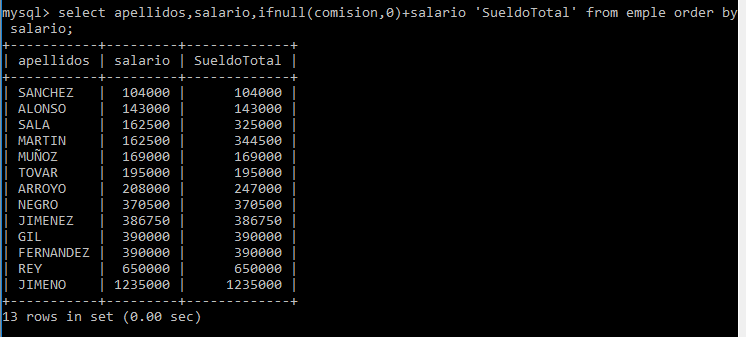 mysql> select apellidos,salario,ifnull(comision,0)+salario 'SueldoTotal' from emple order by
 salario;
+-----------+---------+-------------+
| apellidos | salario | SueldoTotal |
+-----------+---------+-------------+
| SANCHEZ   |  104000 |      104000 |
| ALONSO    |  143000 |      143000 |
| SALA      |  162500 |      325000 |
| MARTIN    |  162500 |      344500 |
| MUÑOZ     |  169000 |      169000 |
| TOVAR     |  195000 |      195000 |
| ARROYO    |  208000 |      247000 |
| NEGRO     |  370500 |      370500 |
| JIMENEZ   |  386750 |      386750 |
| GIL       |  390000 |      390000 |
| FERNANDEZ |  390000 |      390000 |
| REY       |  650000 |      650000 |
| JIMENO    | 1235000 |     1235000 |
+-----------+---------+-------------+
13 rows in set (0.00 sec)